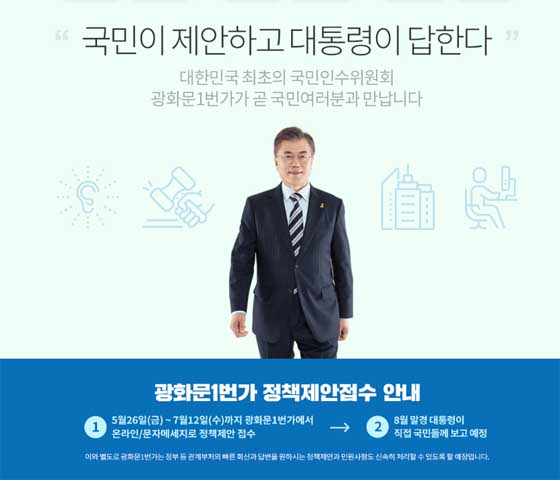 “ 국민이 제안하고 대통령이 답한다 ”
대한민국 최초의 국민인수위원회
광화문1번가가 곧 국민여러분과 만납니다
광화문1번가 정책제안접수 안내
1 5월26일(금) ~ 7월12일(수)까지 광화문1번가에서
온라인/문자메세지로 정책제안 접수
2 8월 말경 대통령이
직접 국민들께 보고 예정
이와 별도로 광화문1번가는 정부 등 관계부처의 빠른 회신과 답변을 원하시는 정책제안과 민원사항도 신속히 처리할 수 있도록 할 예정입니다.